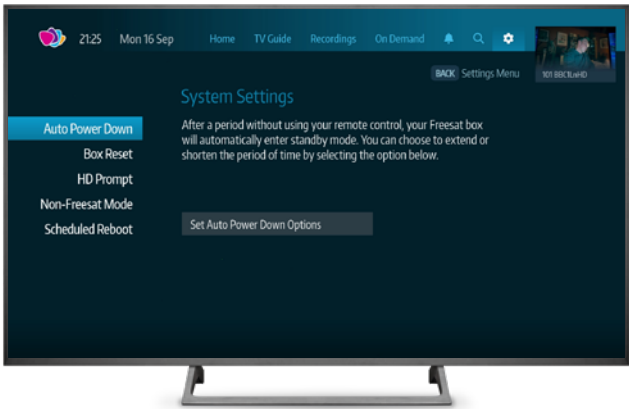 21:25 Mon 16 Sep Home TV Guide Recordings On Demand
BACK Settings Menu
101 BBC1LnHD
System Settings
Auto Power Down
Box Reset
HD Prompt
Non-Freesat Mode
Scheduled Reboot
After a period without using your remote control, your Freesat box
will automatically enter standby mode. You can choose to extend or
shorten the period of time by selecting the option below.
Set Auto Power Down Options